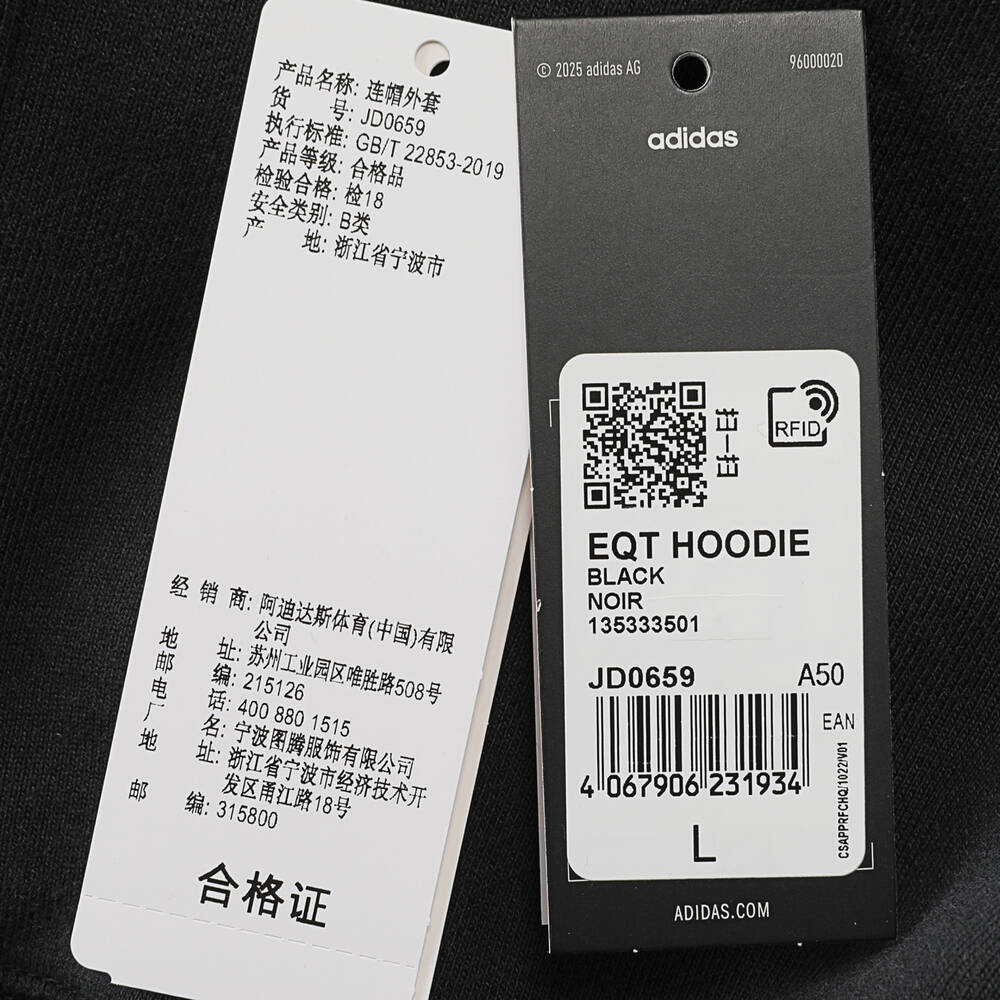 产品名称: 连帽外套
货 号: JD0659
执行标准: GB/T 22853-2019
产品等级: 合格品
检验合格: 检18
安全类别: B类
产 地: 浙江省宁波市
经 销 商: 阿迪达斯体育(中国)有限
公司
地 址: 苏州工业园区唯胜路508号
邮 编: 215126
电 话: 400 880 1515
厂 名: 宁波图腾服饰有限公司
地 址: 浙江省宁波市经济技术开
发区甬江路18号
邮 编: 315800
合格证
© 2025 adidas AG
96000020
adidas
扫一扫
RFID
EQT HOODIE
BLACK
NOIR
135333501
JD0659 A50
EAN
4 067906 231934
CSAPPRFCHQ/1022/V01
L
ADIDAS.COM